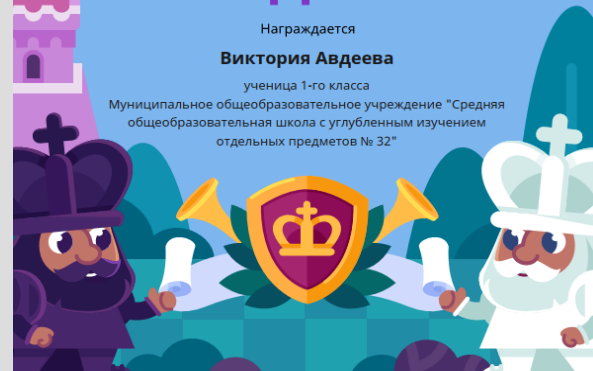 Награждается
Виктория Авдеева
ученица 1-го класса
Муниципальное общеобразовательное учреждение "Средняя
общеобразовательная школа с углубленным изучением
отдельных предметов № 32"